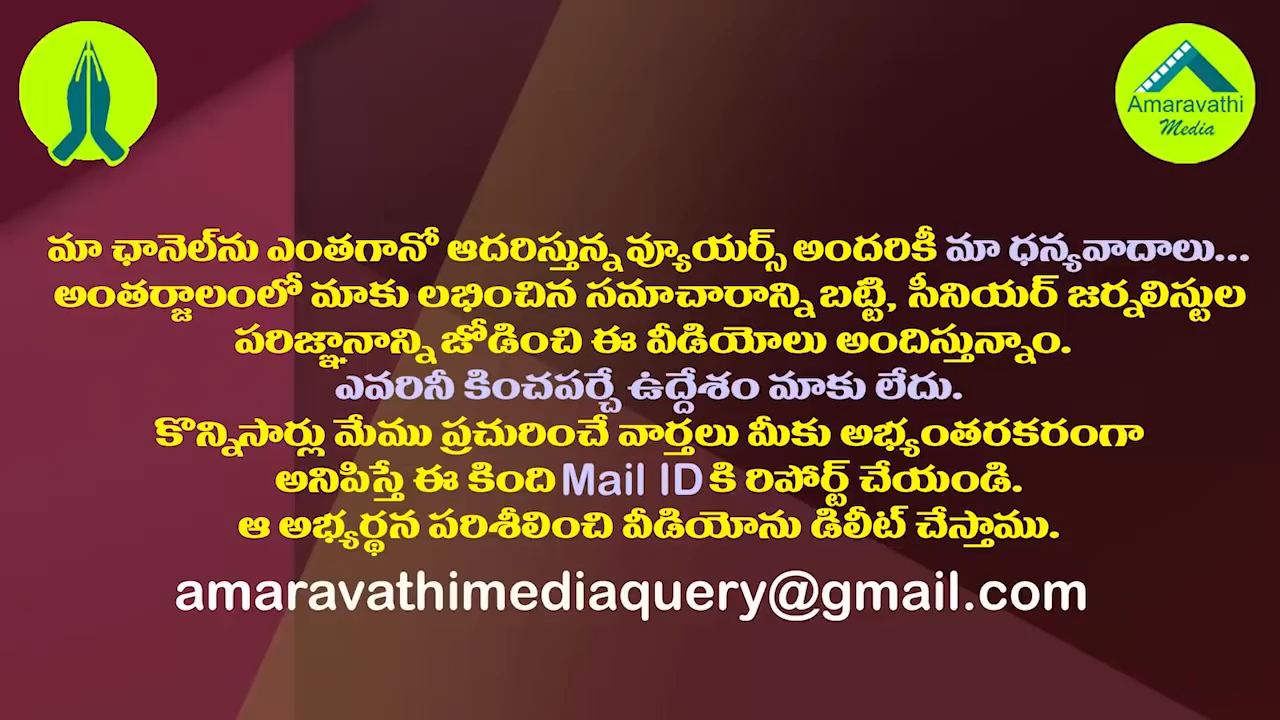 Amaravathi
Media
మా ఛానెల్‌ను ఎంతగానో ఆదరిస్తున్న వ్యూయర్స్ అందరికీ మా ధన్యవాదాలు...
అంతర్జాలంలో మాకు లభించిన సమాచారాన్ని బట్టి, సీనియర్ జర్నలిస్టుల
పరిజ్ఞానాన్ని జోడించి ఈ వీడియోలు అందిస్తున్నాం.
ఎవరినీ కించపర్చే ఉద్దేశం మాకు లేదు.
కొన్నిసార్లు మేము ప్రచురించే వార్తలు మీకు అభ్యంతరకరంగా
అనిపిస్తే ఈ కింది Mail ID కి రిపోర్ట్ చేయండి.
ఆ అభ్యర్థన పరిశీలించి వీడియోను డిలీట్ చేస్తాము.
amaravathimediaquery@gmail.com